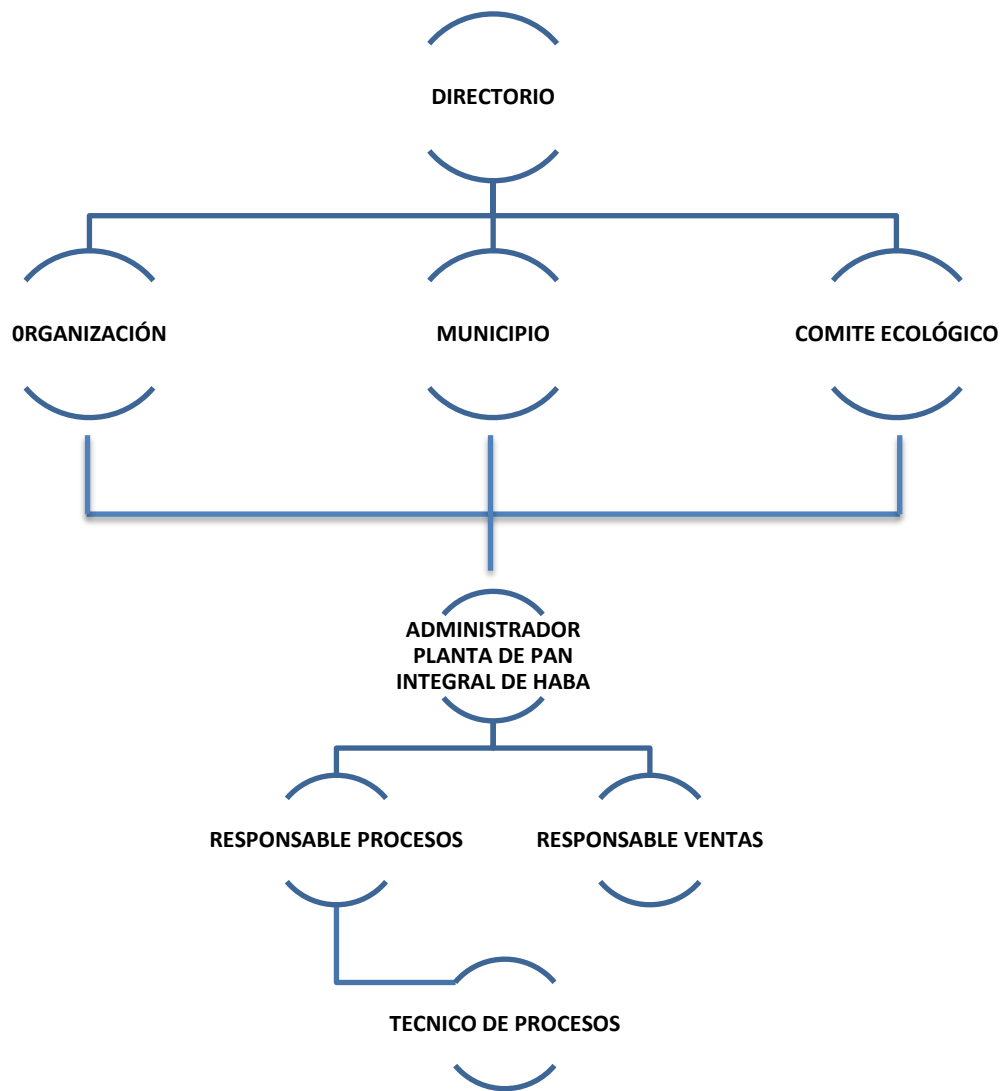 DIRECTORIO
0RGANIZACIÓN
MUNICIPIO
COMITE ECOLÓGICO
ADMINISTRADOR
PLANTA DE PAN
INTEGRAL DE HABA
RESPONSABLE PROCESOS
RESPONSABLE VENTAS
TECNICO DE PROCESOS